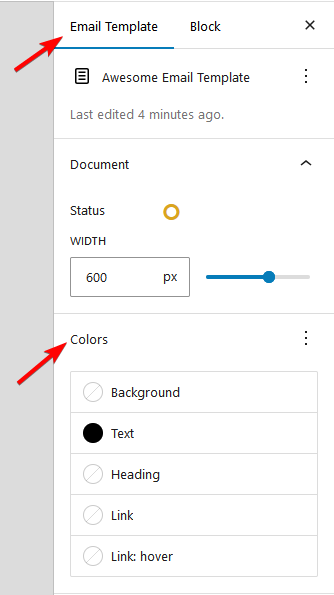 Email Template Block
Awesome Email Template
Last edited 4 minutes ago.
Document
Status
WIDTH
600 px
Colors
Background
Text
Heading
Link
Link: hover